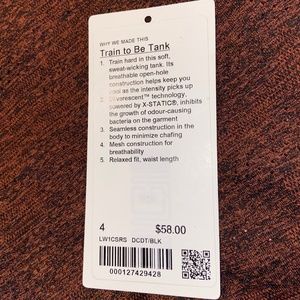 WHY WE MADE THIS
Train to Be Tank
1. Train hard in this soft,
sweat-wicking tank. Its
breathable open-hole
construction helps keep you
cool as the intensity picks up
2. Silverescent™ technology,
powered by X-STATIC®, inhibits
the growth of odour-causing
bacteria on the garment
3. Seamless construction in the
body to minimize chafing
4. Mesh construction for
breathability
5. Relaxed fit, waist length
4 $58.00
LW1CSRS DCDT/BLK
000127429428